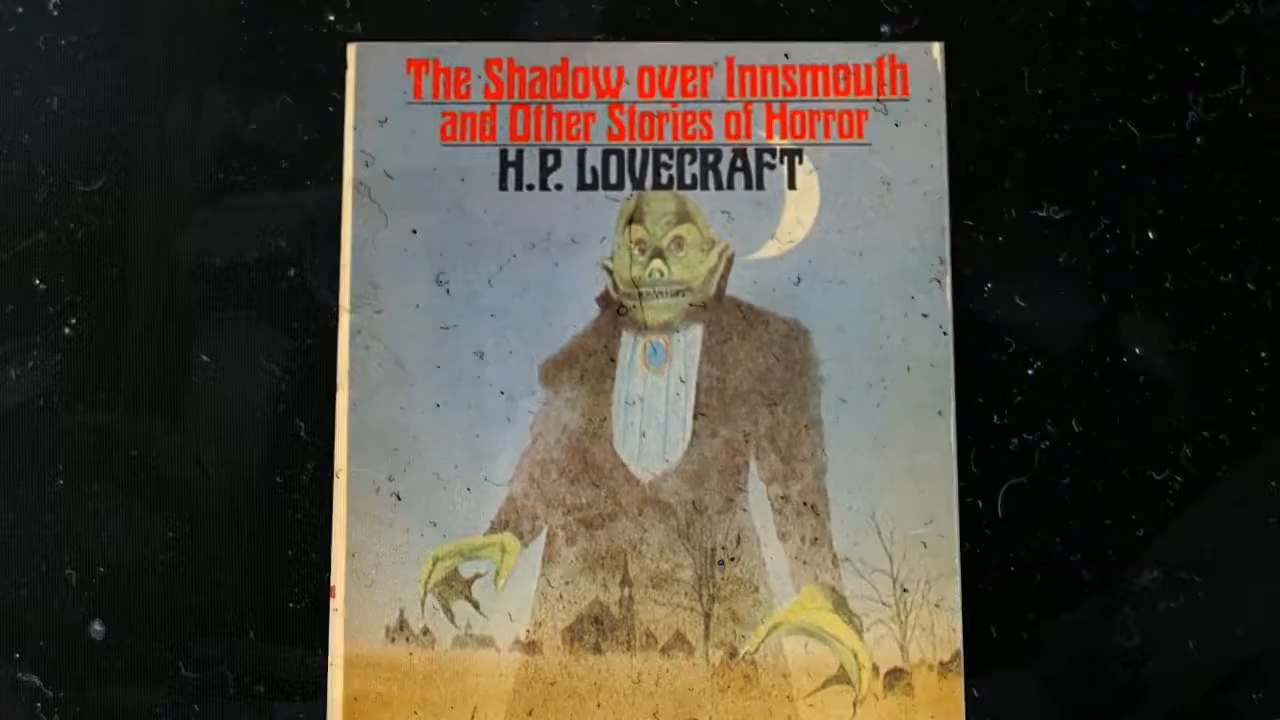 The Shadow over Innsmouth
and Other Stories of Horror
H.P. LOVECRAFT